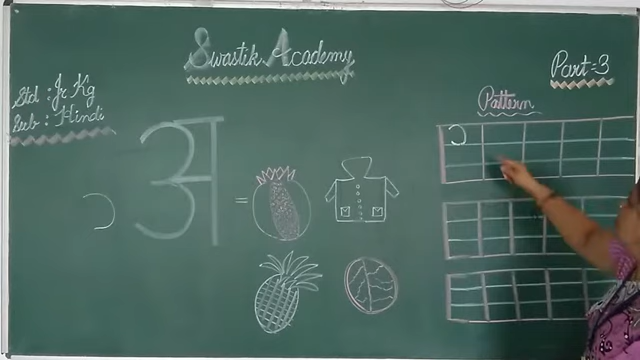 Swastik Academy
Part=3
Std : Jr Kg
Sub : Hindi
Pattern
अ =